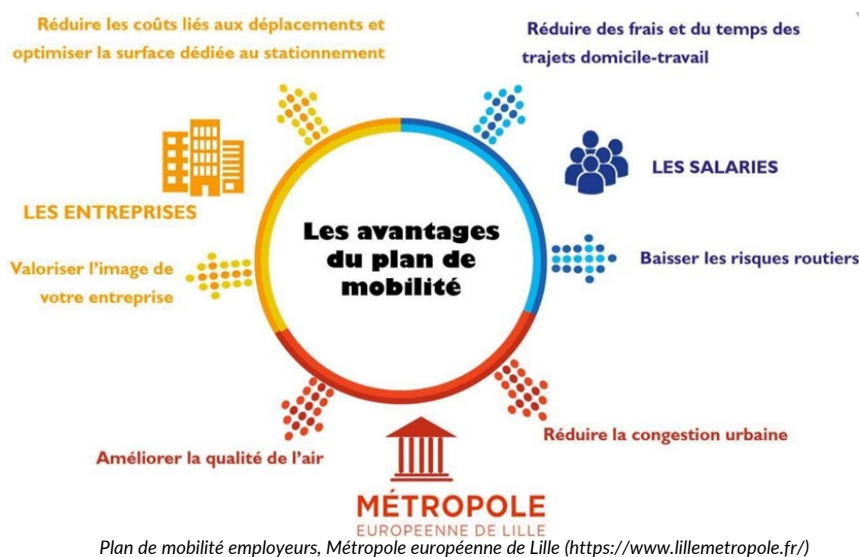 Réduire les coûts liés aux déplacements et
optimiser la surface dédiée au stationnement
Réduire des frais et du temps des
trajets domicile-travail
LES ENTREPRISES
LES SALARIES
Les avantages
du plan de
mobilité
Valoriser l'image de
votre entreprise
Baisser les risques routiers
Améliorer la qualité de l'air
Réduire la congestion urbaine
MÉTROPOLE
EUROPEENNE DE LILLE
Plan de mobilité employeurs, Métropole européenne de Lille (https://www.lillemetropole.fr/)